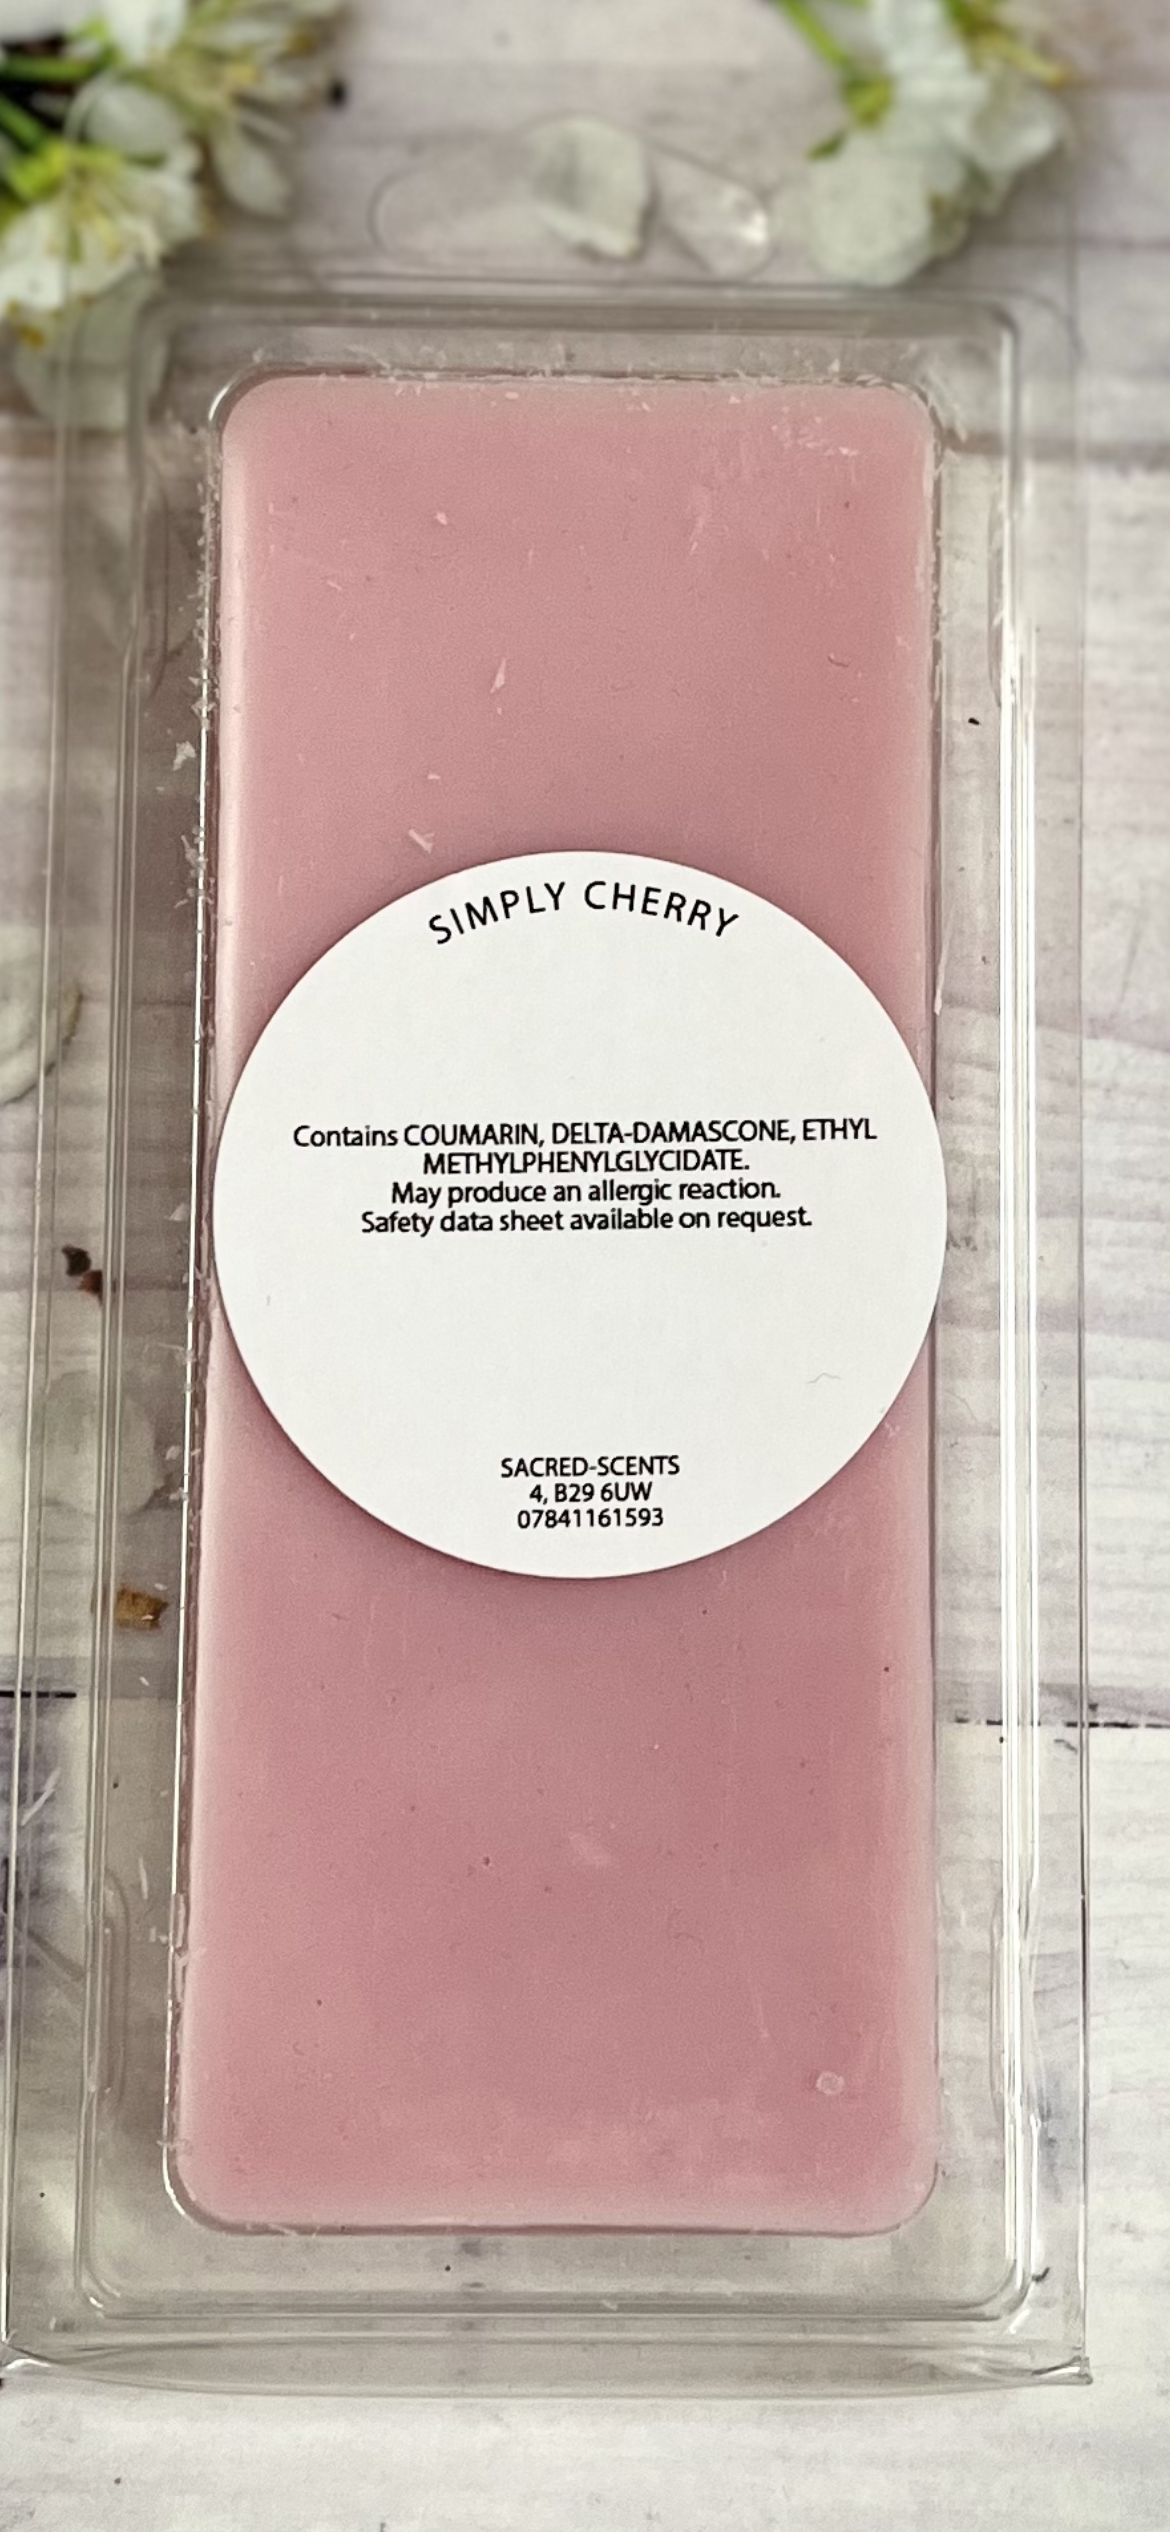 SIMPLY CHERRY
Contains COUMARIN, DELTA-DAMASCONE, ETHYL
METHYLPHENYLGLYCIDATE.
May produce an allergic reaction.
Safety data sheet available on request.
SACRED-SCENTS
4, B29 6UW
07841161593